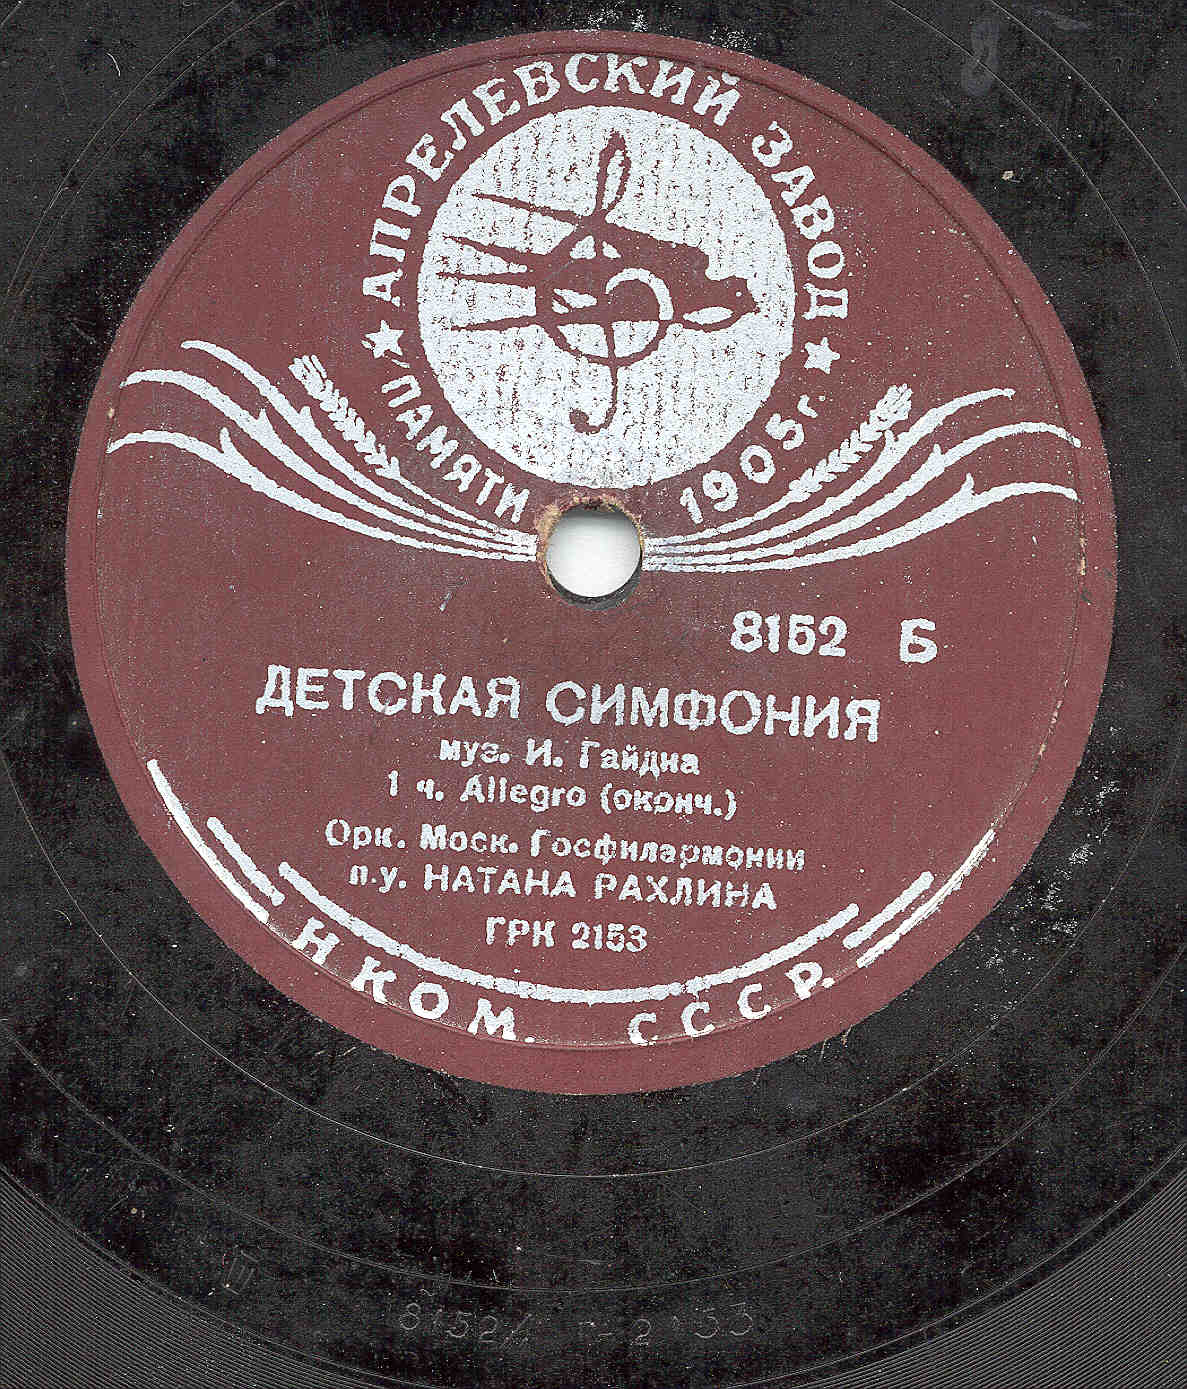 АПРЕЛЕВСКИЙ ЗАВОД
ПАМЯТИ 1905 г.
8152 Б
ДЕТСКАЯ СИМФОНИЯ
муз. И. Гайдна
1 ч. Allegro (оконч.)
Орк. Моск. Госфилармонии
п.у. НАТАНА РАХЛИНА
ГРК 2153
НКОМ. СССР.